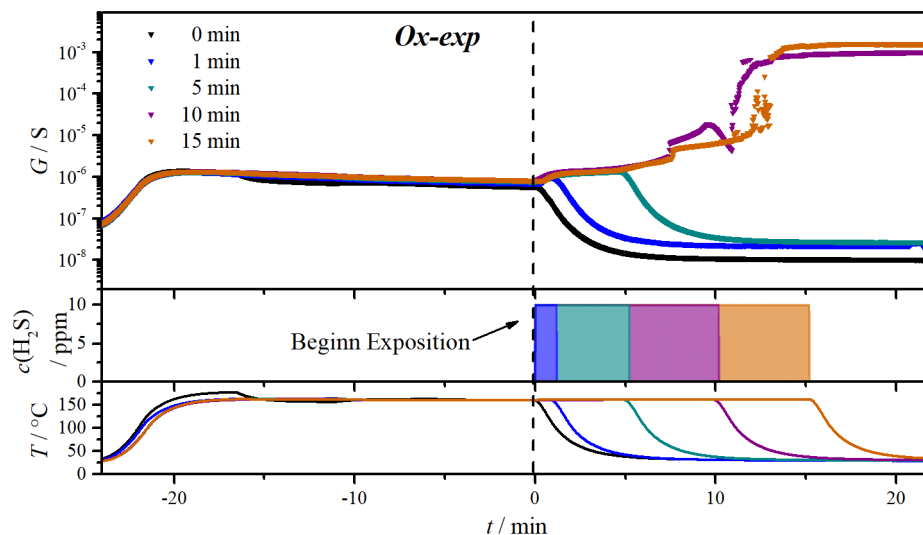 Ox-exp
0 min
1 min
5 min
10 min
15 min
G / S
10⁻³
10⁻⁴
10⁻⁵
10⁻⁶
10⁻⁷
10⁻⁸
c(H₂S)
/ ppm
10
5
0
Beginn Exposition
T / °C
150
100
50
0
-20
-10
0
10
20
t / min